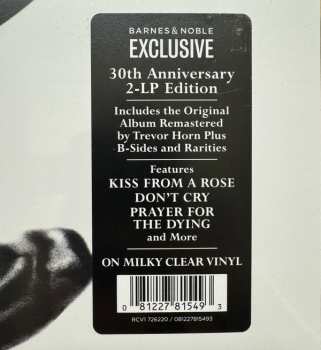 BARNES & NOBLE
EXCLUSIVE
30th Anniversary
2-LP Edition
Includes the Original
Album Remastered
by Trevor Horn Plus
B-Sides and Rarities
Features
KISS FROM A ROSE
DON'T CRY
PRAYER FOR
THE DYING
and More
ON MILKY CLEAR VINYL
0 81227 81549 3
RCV1 726220 / 081227815493